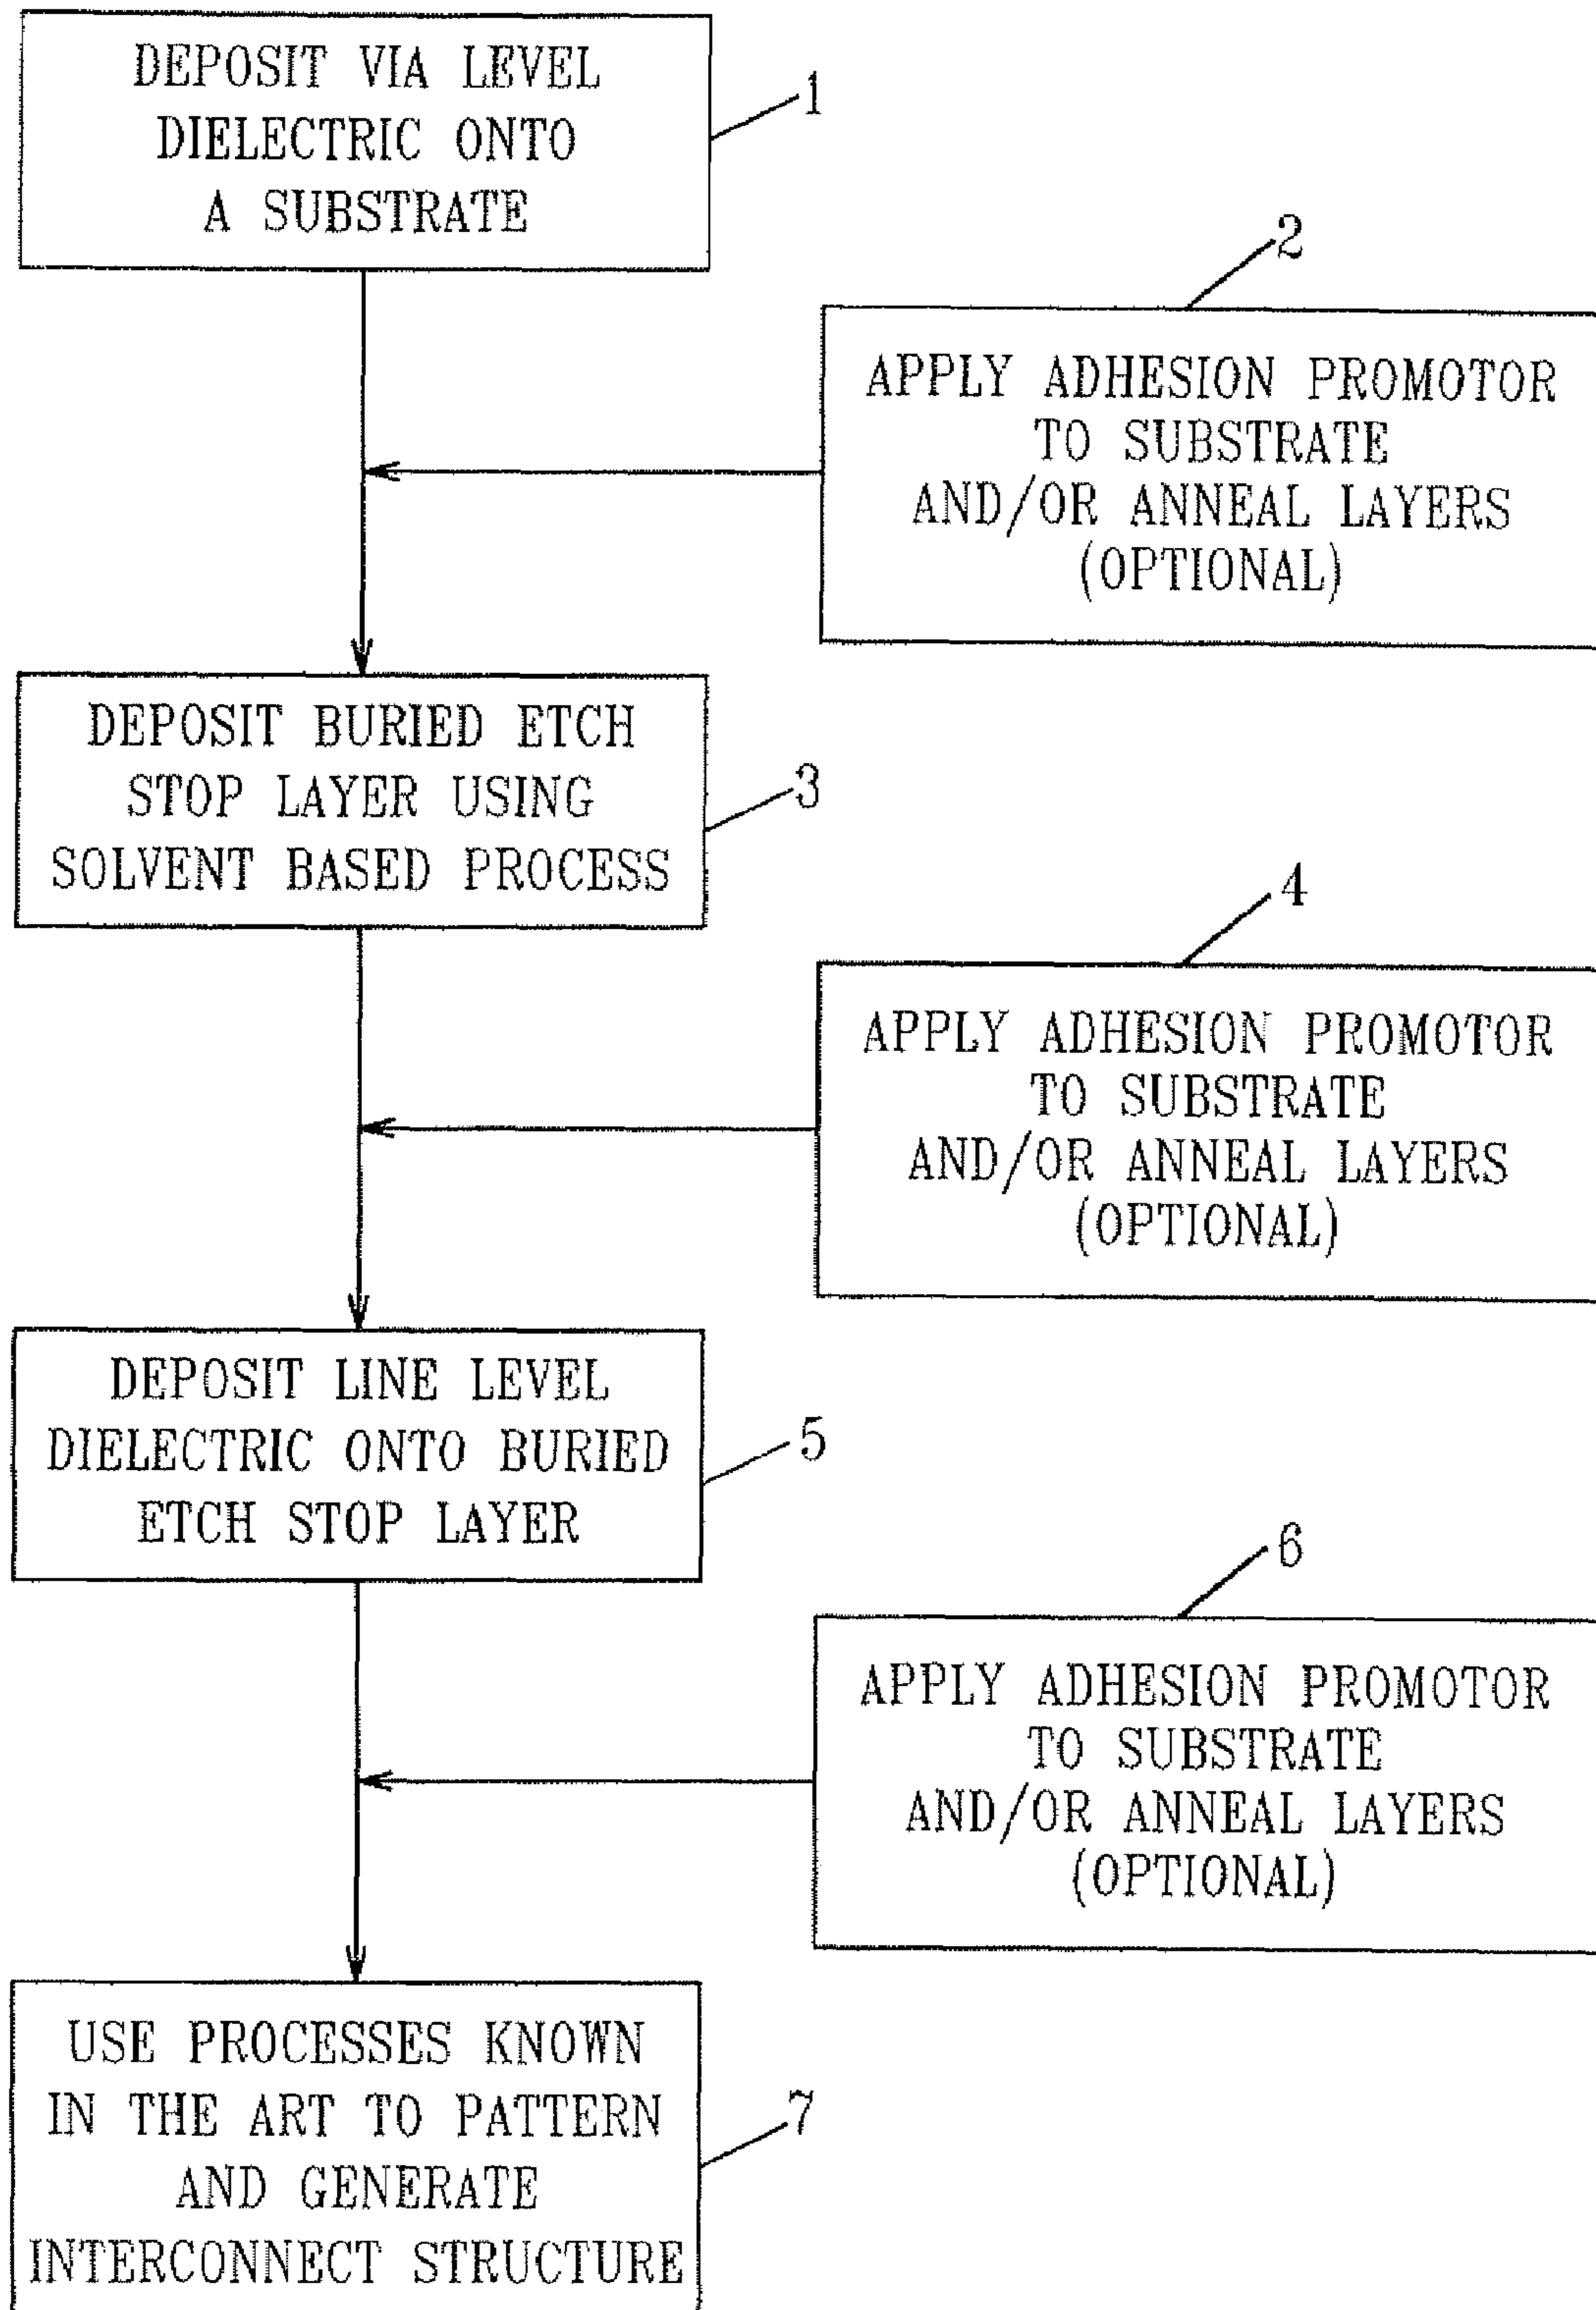 DEPOSIT VIA LEVEL
DIELECTRIC ONTO
A SUBSTRATE
1
2
APPLY ADHESION PROMOTOR
TO SUBSTRATE
AND/OR ANNEAL LAYERS
(OPTIONAL)
DEPOSIT BURIED ETCH
STOP LAYER USING
SOLVENT BASED PROCESS
3
4
APPLY ADHESION PROMOTOR
TO SUBSTRATE
AND/OR ANNEAL LAYERS
(OPTIONAL)
DEPOSIT LINE LEVEL
DIELECTRIC ONTO BURIED
ETCH STOP LAYER
5
6
APPLY ADHESION PROMOTOR
TO SUBSTRATE
AND/OR ANNEAL LAYERS
(OPTIONAL)
USE PROCESSES KNOWN
IN THE ART TO PATTERN
AND GENERATE
INTERCONNECT STRUCTURE
7